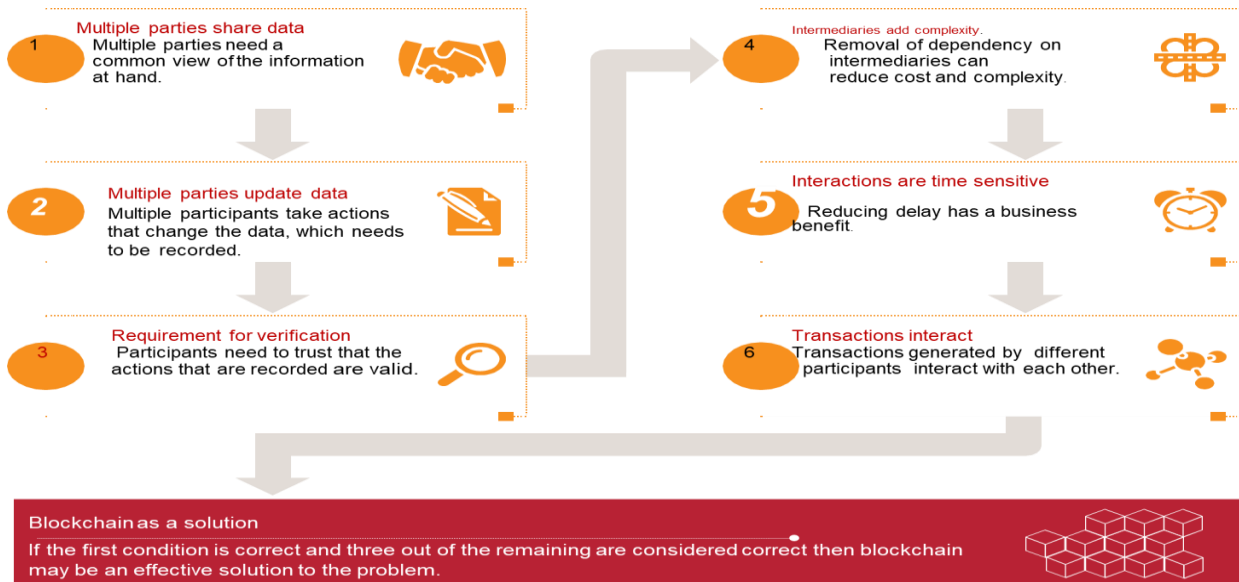 1
Multiple parties share data
Multiple parties need a
common view of the information
at hand.
2
Multiple parties update data
Multiple participants take actions
that change the data, which needs
to be recorded.
3
Requirement for verification
Participants need to trust that the
actions that are recorded are valid.
4
Intermediaries add complexity.
Removal of dependency on
intermediaries can
reduce cost and complexity.
5
Interactions are time sensitive
Reducing delay has a business
benefit.
6
Transactions interact
Transactions generated by different
participants interact with each other.
Blockchain as a solution
If the first condition is correct and three out of the remaining are considered correct then blockchain
may be an effective solution to the problem.